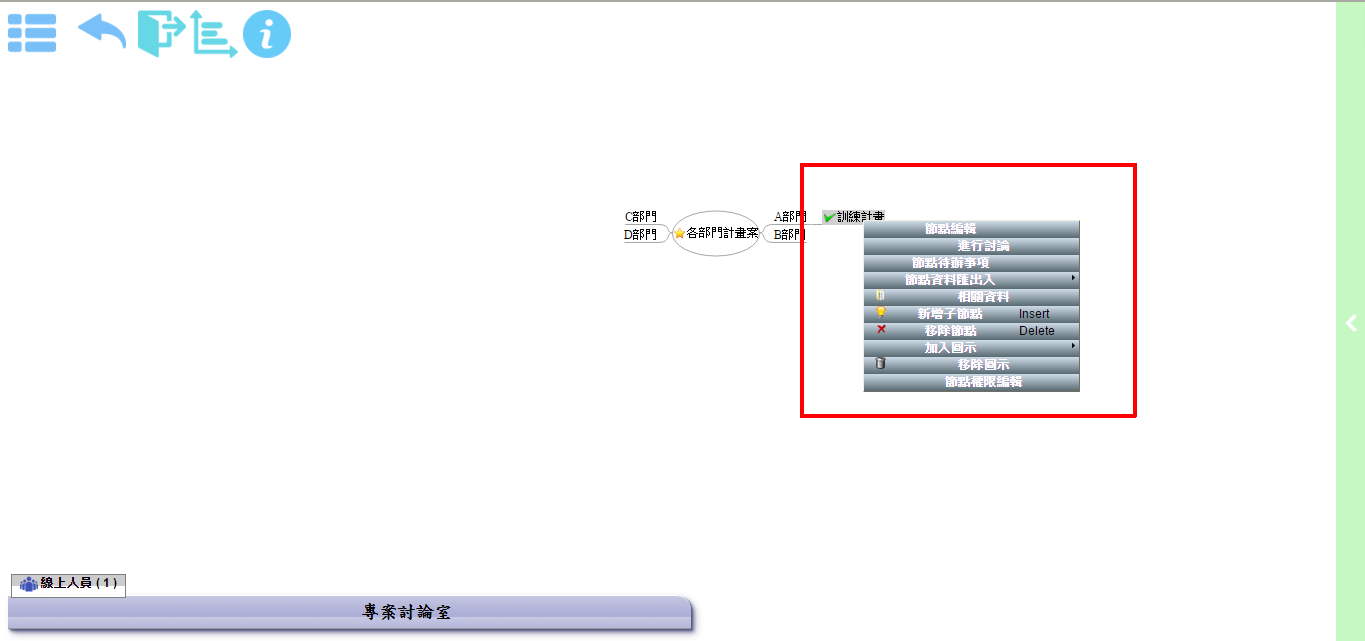 C部門
D部門
各部門計畫案
A部門
B部門
訓練計畫
節點編輯
進行討論
節點待辦事項
節點資料匯出入
相關資料
新增子節點 Insert
移除節點 Delete
加入圖示
移除圖示
節點權限編輯
線上人員 ( 1 )
專案討論室